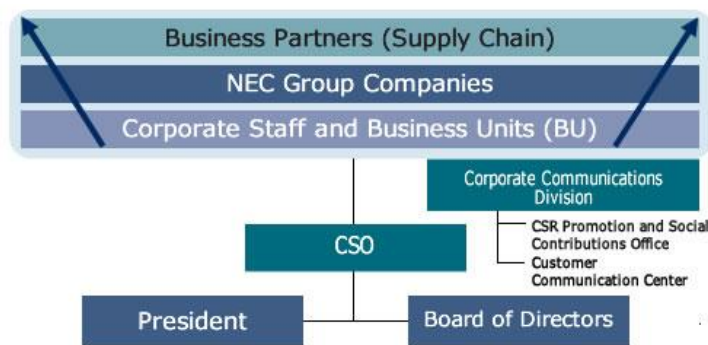 Business Partners (Supply Chain)
NEC Group Companies
Corporate Staff and Business Units (BU)
Corporate Communications
Division
CSR Promotion and Social
Contributions Office
Customer
Communication Center
CSO
President
Board of Directors